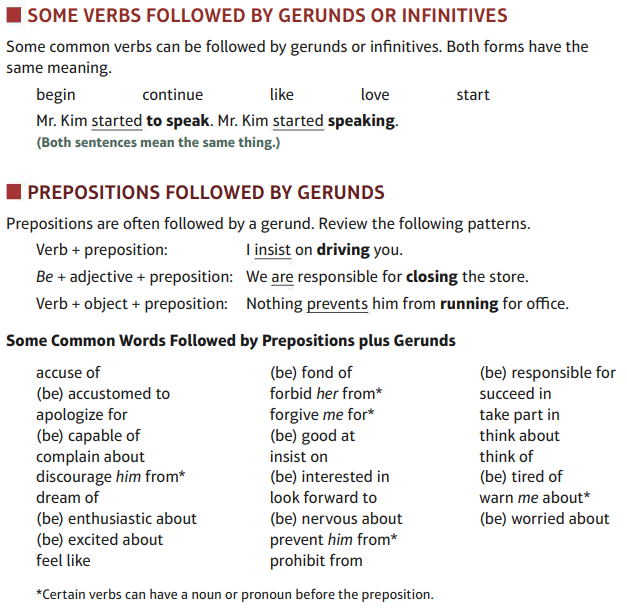 SOME VERBS FOLLOWED BY GERUNDS OR INFINITIVES
Some common verbs can be followed by gerunds or infinitives. Both forms have the
same meaning.
begin continue like love start
Mr. Kim started to speak. Mr. Kim started speaking.
(Both sentences mean the same thing.)
PREPOSITIONS FOLLOWED BY GERUNDS
Prepositions are often followed by a gerund. Review the following patterns.
Verb + preposition: I insist on driving you.
Be + adjective + preposition: We are responsible for closing the store.
Verb + object + preposition: Nothing prevents him from running for office.
Some Common Words Followed by Prepositions plus Gerunds
accuse of
(be) accustomed to
apologize for
(be) capable of
complain about
discourage him from*
dream of
(be) enthusiastic about
(be) excited about
feel like
(be) fond of
forbid her from*
forgive me for*
(be) good at
insist on
(be) interested in
look forward to
(be) nervous about
prevent him from*
prohibit from
(be) responsible for
succeed in
take part in
think about
think of
(be) tired of
warn me about*
(be) worried about
*Certain verbs can have a noun or pronoun before the preposition.